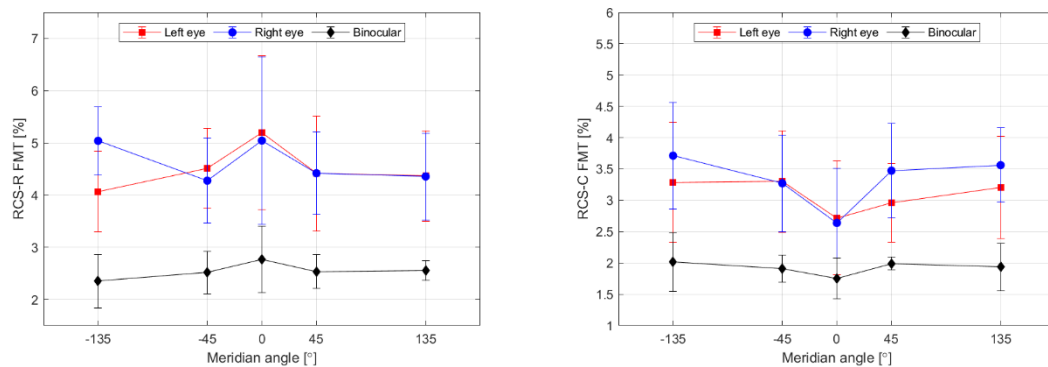 7
6
5
4
3
2
RCS-R FMT [%]
Left eye Right eye Binocular
-135 -45 0 45 135
Meridian angle [°]
6
5.5
5
4.5
4
3.5
3
2.5
2
1.5
1
RCS-C FMT [%]
Left eye Right eye Binocular
-135 -45 0 45 135
Meridian angle [°]